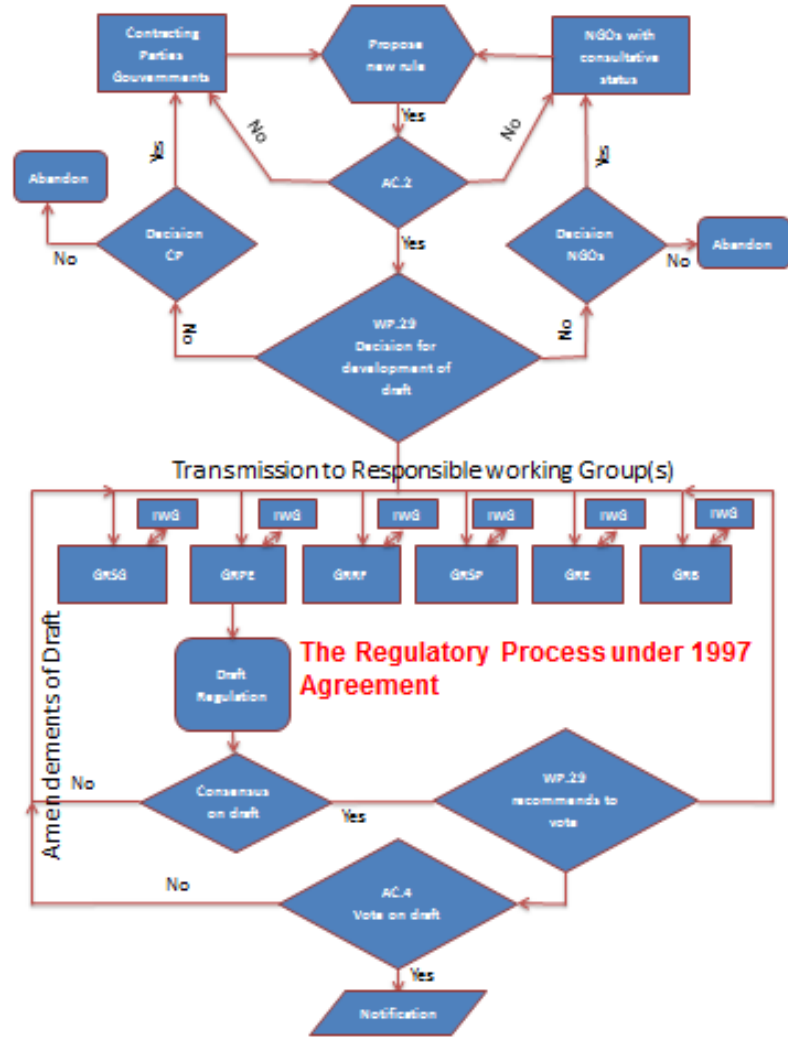 Contracting
Parties
Gouvernments
Propose
new rule
NGOs with
consultative
status
Yes
No
No
Yes
Yes
AC.2
Abandon
Decision
CP
Yes
Decision
NGOs
Abandon
No
No
WP.29
Decision for
development of
draft
No
No
Transmission to Responsible working Group(s)
IWG
IWG
IWG
IWG
IWG
IWG
GRSG
GRPE
GRRF
GRSP
GRE
GRB
Amendements of Draft
Draft
Regulation
The Regulatory Process under 1997
Agreement
No
Consensus
on draft
Yes
WP.29
recommends to
vote
No
AC.4
Vote on draft
Yes
Notification